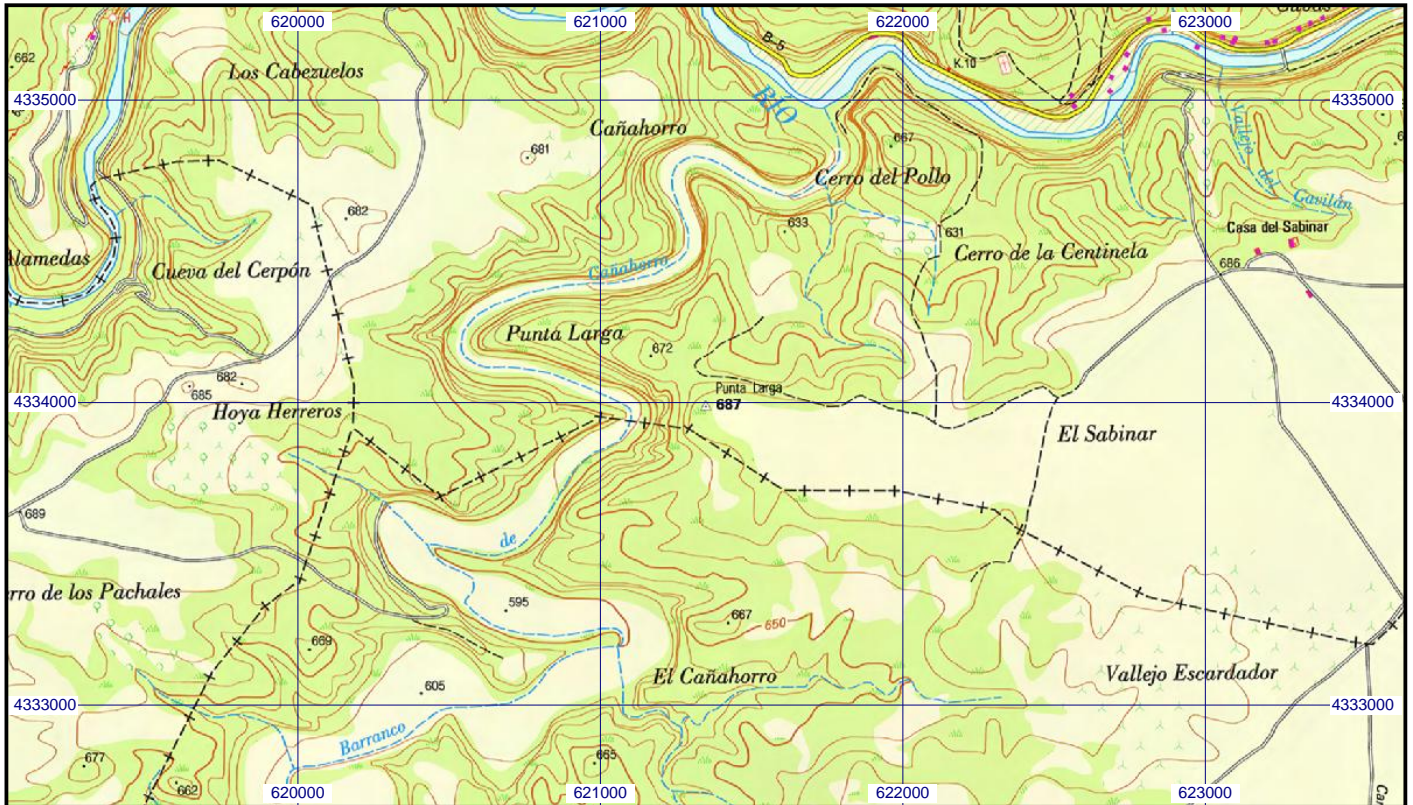 620000
621000
622000
623000
H
662
Los Cabezuelos
B-5
K.10
RIO
4335000
4335000
Cañahorro
681
667
Vallejo
del
Gavilán
Cerro del Pollo
682
633
631
Casa del Sabinar
Alamedas
Cueva del Cerpón
Cañahorro
Cerro de la Centinela
686
Punta Larga
672
682
685
Punta Larga
687
4334000
4334000
Hoya Herreros
El Sabinar
689
de
595
rro de los Pachales
667
650
669
El Cañahorro
Vallejo Escardador
605
4333000
4333000
Barranco
677
665
662
620000
621000
622000
623000
Ca